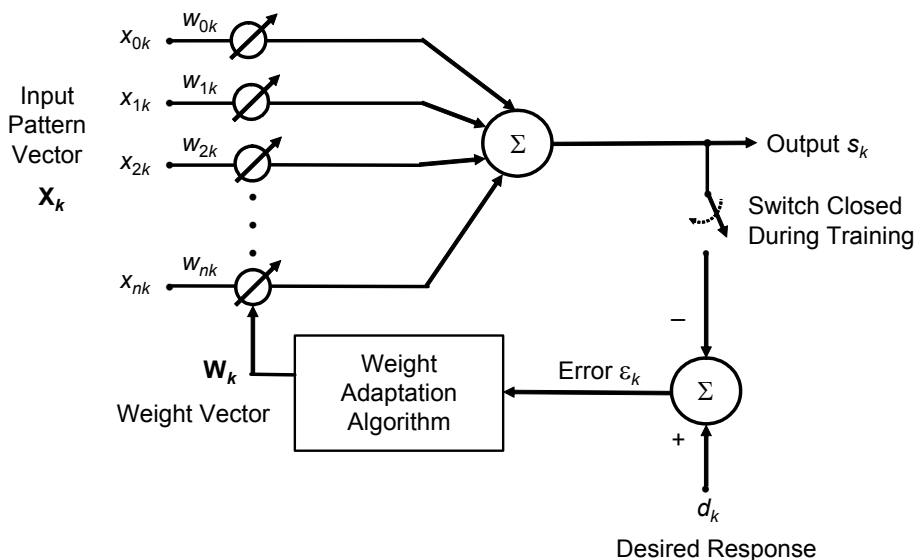 x0k
w0k
x1k
w1k
x2k
w2k
xnk
wnk
Input
Pattern
Vector
Xk
Σ
Output sk
Switch Closed
During Training
–
Wk
Weight Vector
Weight
Adaptation
Algorithm
Error εk
Σ
+
dk
Desired Response